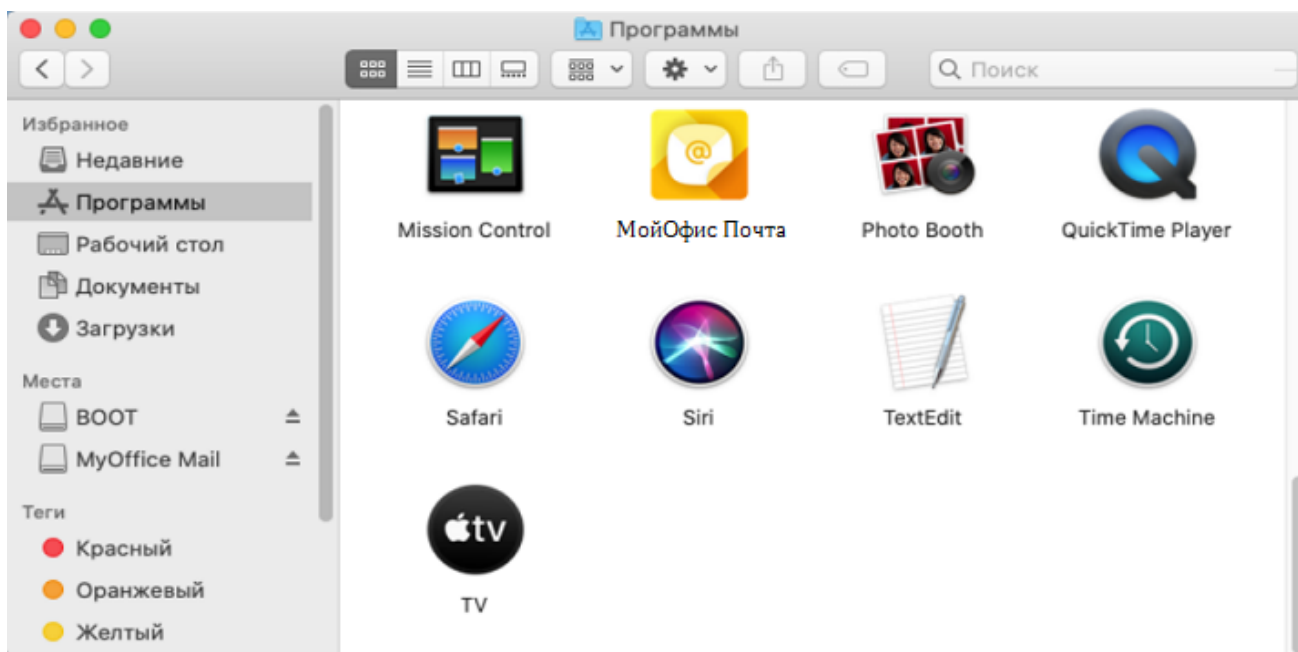 Программы
Поиск
Избранное
Недавние
Программы
Рабочий стол
Документы
Загрузки
Места
BOOT
MyOffice Mail
Теги
Красный
Оранжевый
Желтый
@
Mission Control
МойОфис Почта
Photo Booth
QuickTime Player
Safari
Siri
TextEdit
Time Machine
tv
TV